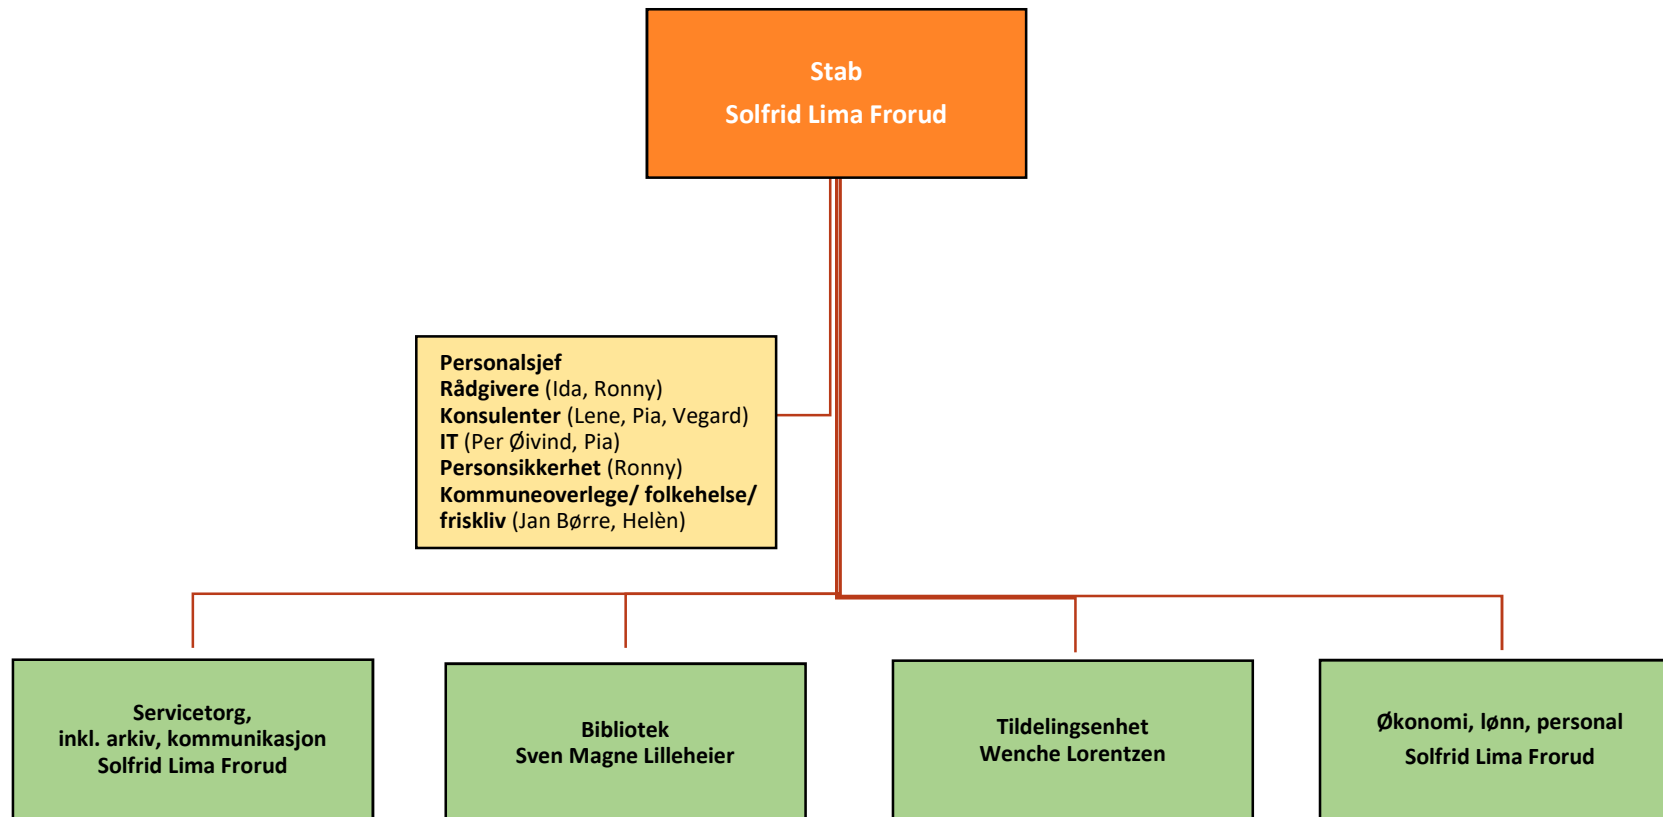 Stab
Solfrid Lima Frorud
Personalsjef
Rådgivere (Ida, Ronny)
Konsulenter (Lene, Pia, Vegard)
IT (Per Øivind, Pia)
Personsikkerhet (Ronny)
Kommuneoverlege/ folkehelse/
friskliv (Jan Børre, Helèn)
Servicetorg,
inkl. arkiv, kommunikasjon
Solfrid Lima Frorud
Bibliotek
Sven Magne Lilleheier
Tildelingsenhet
Wenche Lorentzen
Økonomi, lønn, personal
Solfrid Lima Frorud